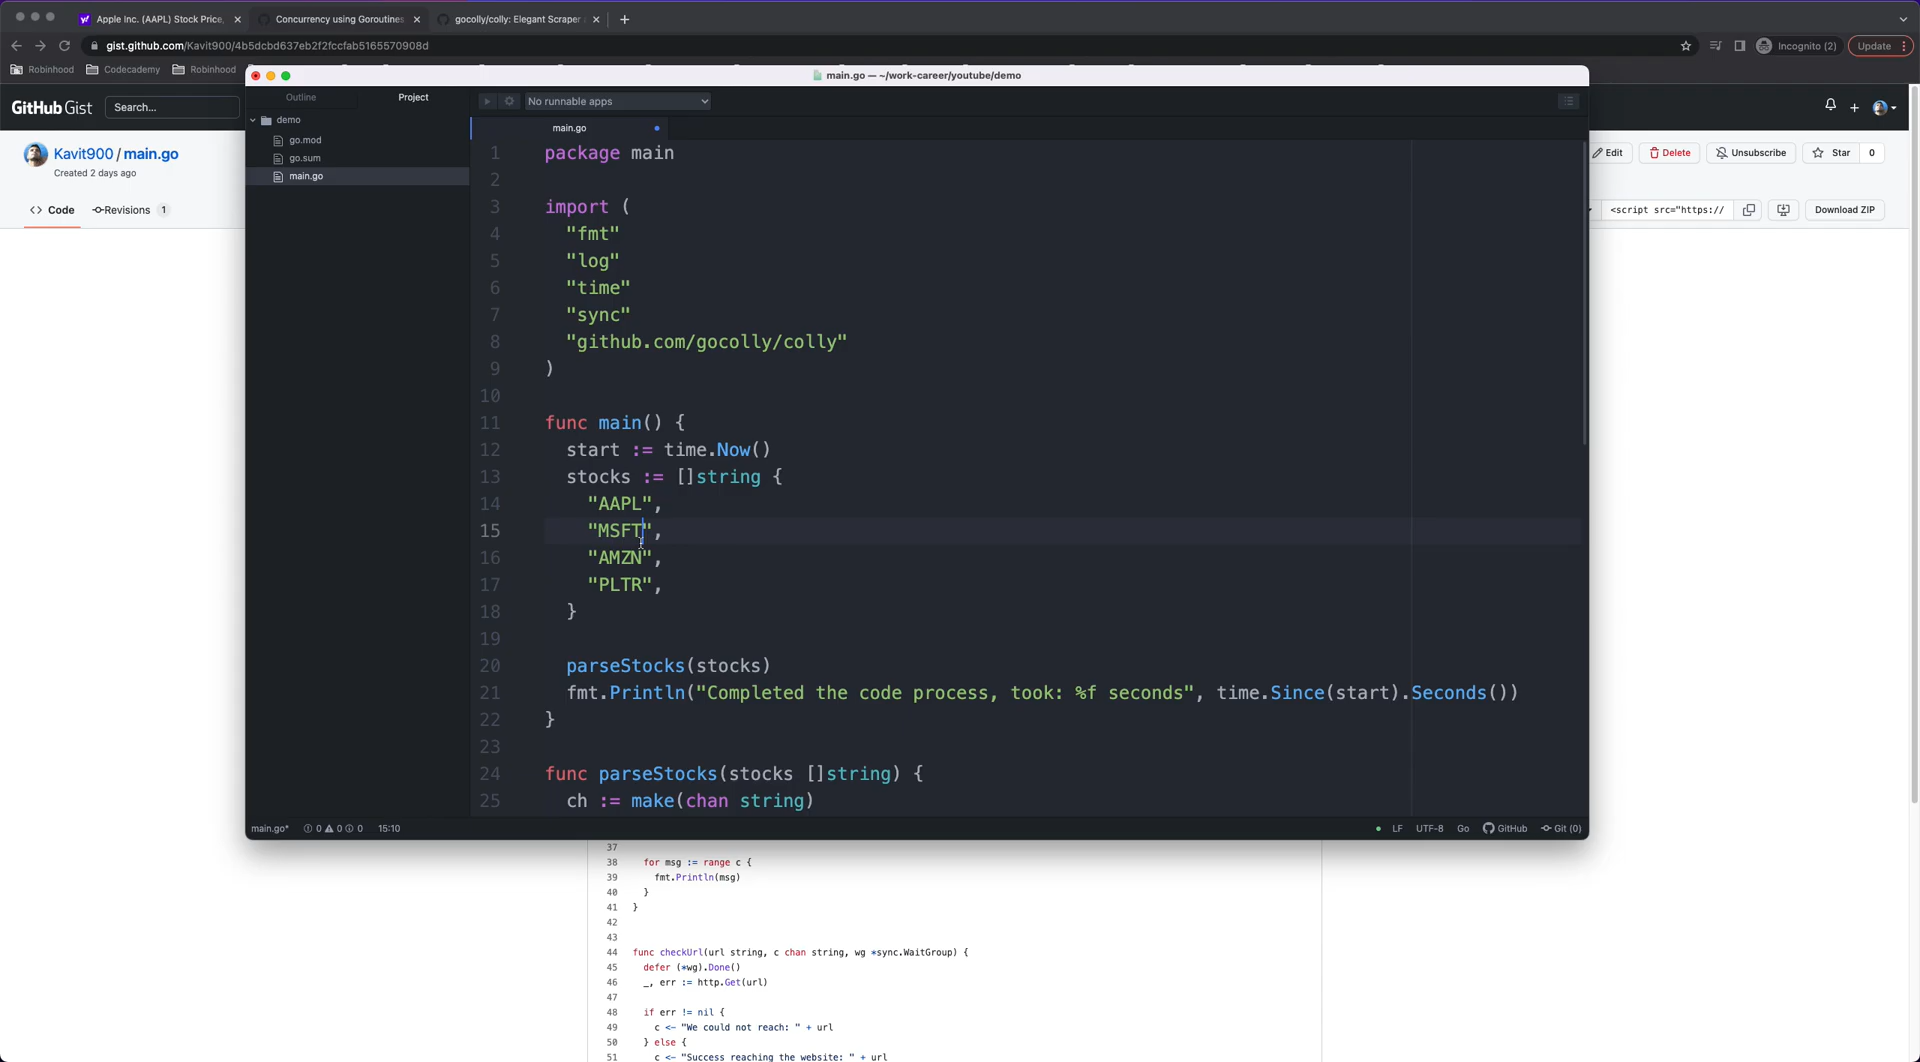 Apple Inc. (AAPL) Stock Price,
Concurrency using Goroutines
gocolly/colly: Elegant Scraper
gist.github.com/Kavit900/4b5dcbd637eb2f2fccfab5165570908d
Incognito (2)
Update
Robinhood
Codecademy
Robinhood
main.go — ~/work-career/youtube/demo
GitHub Gist
Search...
Outline
Project
No runnable apps
demo
go.mod
go.sum
main.go
main.go
Kavit900 / main.go
Created 2 days ago
Edit
Delete
Unsubscribe
Star
0
<> Code
Revisions 1
<script src="https://
Download ZIP
1 package main
2
3 import (
4 "fmt"
5 "log"
6 "time"
7 "sync"
8 "github.com/gocolly/colly"
9 )
10
11 func main() {
12 start := time.Now()
13 stocks := []string {
14 "AAPL",
15 "MSFT",
16 "AMZN",
17 "PLTR",
18 }
19
20 parseStocks(stocks)
21 fmt.Println("Completed the code process, took: %f seconds", time.Since(start).Seconds())
22 }
23
24 func parseStocks(stocks []string) {
25 ch := make(chan string)
main.go* 0 0 0 15:10
LF UTF-8 Go GitHub Git (0)
37
38 for msg := range c {
39 fmt.Println(msg)
40 }
41 }
42
43
44 func checkUrl(url string, c chan string, wg *sync.WaitGroup) {
45 defer (*wg).Done()
46 _, err := http.Get(url)
47
48 if err != nil {
49 c <- "We could not reach: " + url
50 } else {
51 c <- "Success reaching the website: " + url